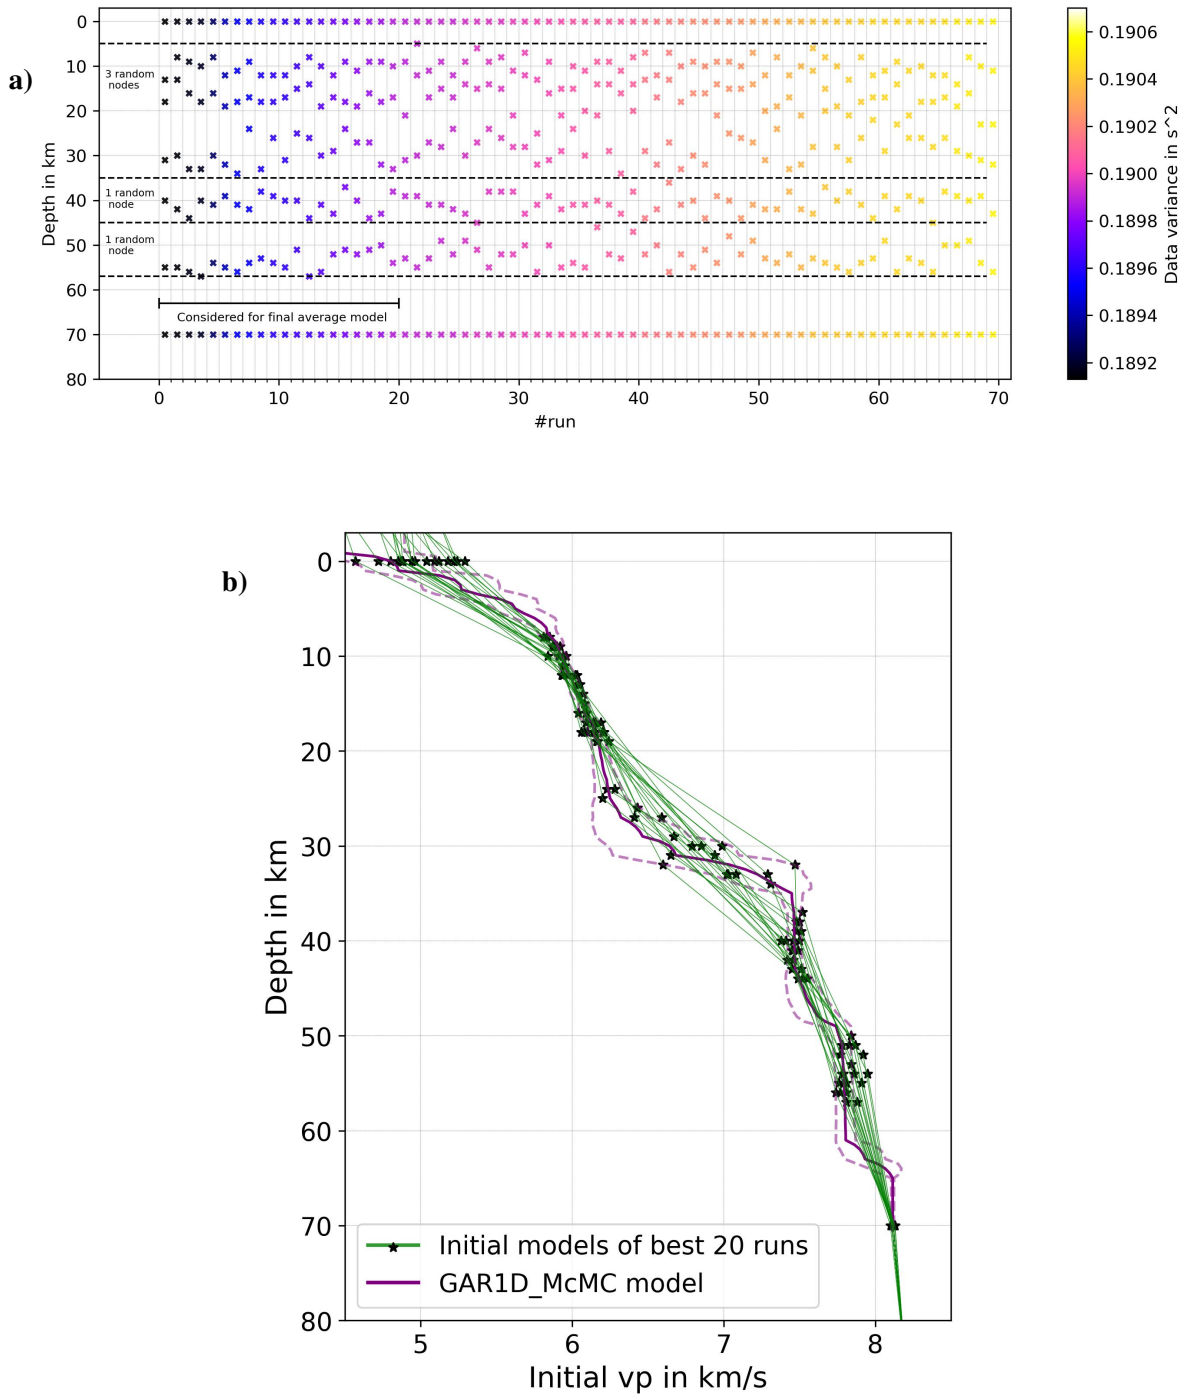 a)
0
10
20
30
40
50
60
70
80
Depth in km
3 random
nodes
1 random
node
1 random
node
Considered for final average model
0 10 20 30 40 50 60 70
#run
0.1906
0.1904
0.1902
0.1900
0.1898
0.1896
0.1894
0.1892
Data variance in s^2
b)
0
10
20
30
40
50
60
70
80
Depth in km
Initial models of best 20 runs
GAR1D_McMC model
5 6 7 8
Initial vp in km/s